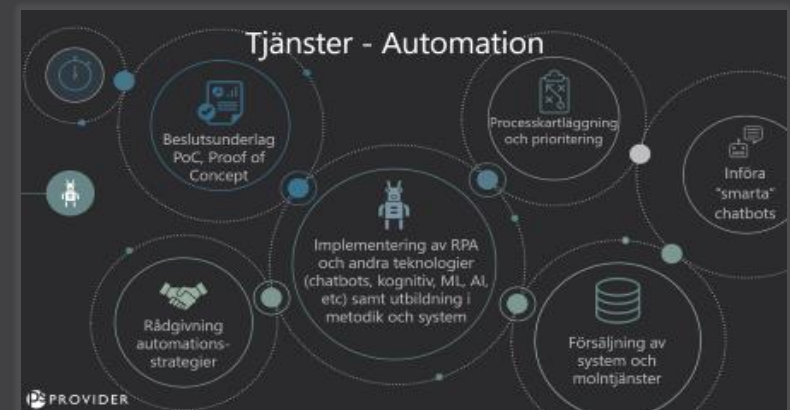 Tjänster - Automation
Beslutsunderlag
PoC, Proof of
Concept
Processkartläggning
och prioritering
Införa
"smarta"
chatbots
Implementering av RPA
och andra teknologier
(chatbots, kognitiv, ML, AI,
etc) samt utbildning i
metodik och system
Rådgivning
automations-
strategier
Försäljning av
system och
molntjänster
PROVIDER